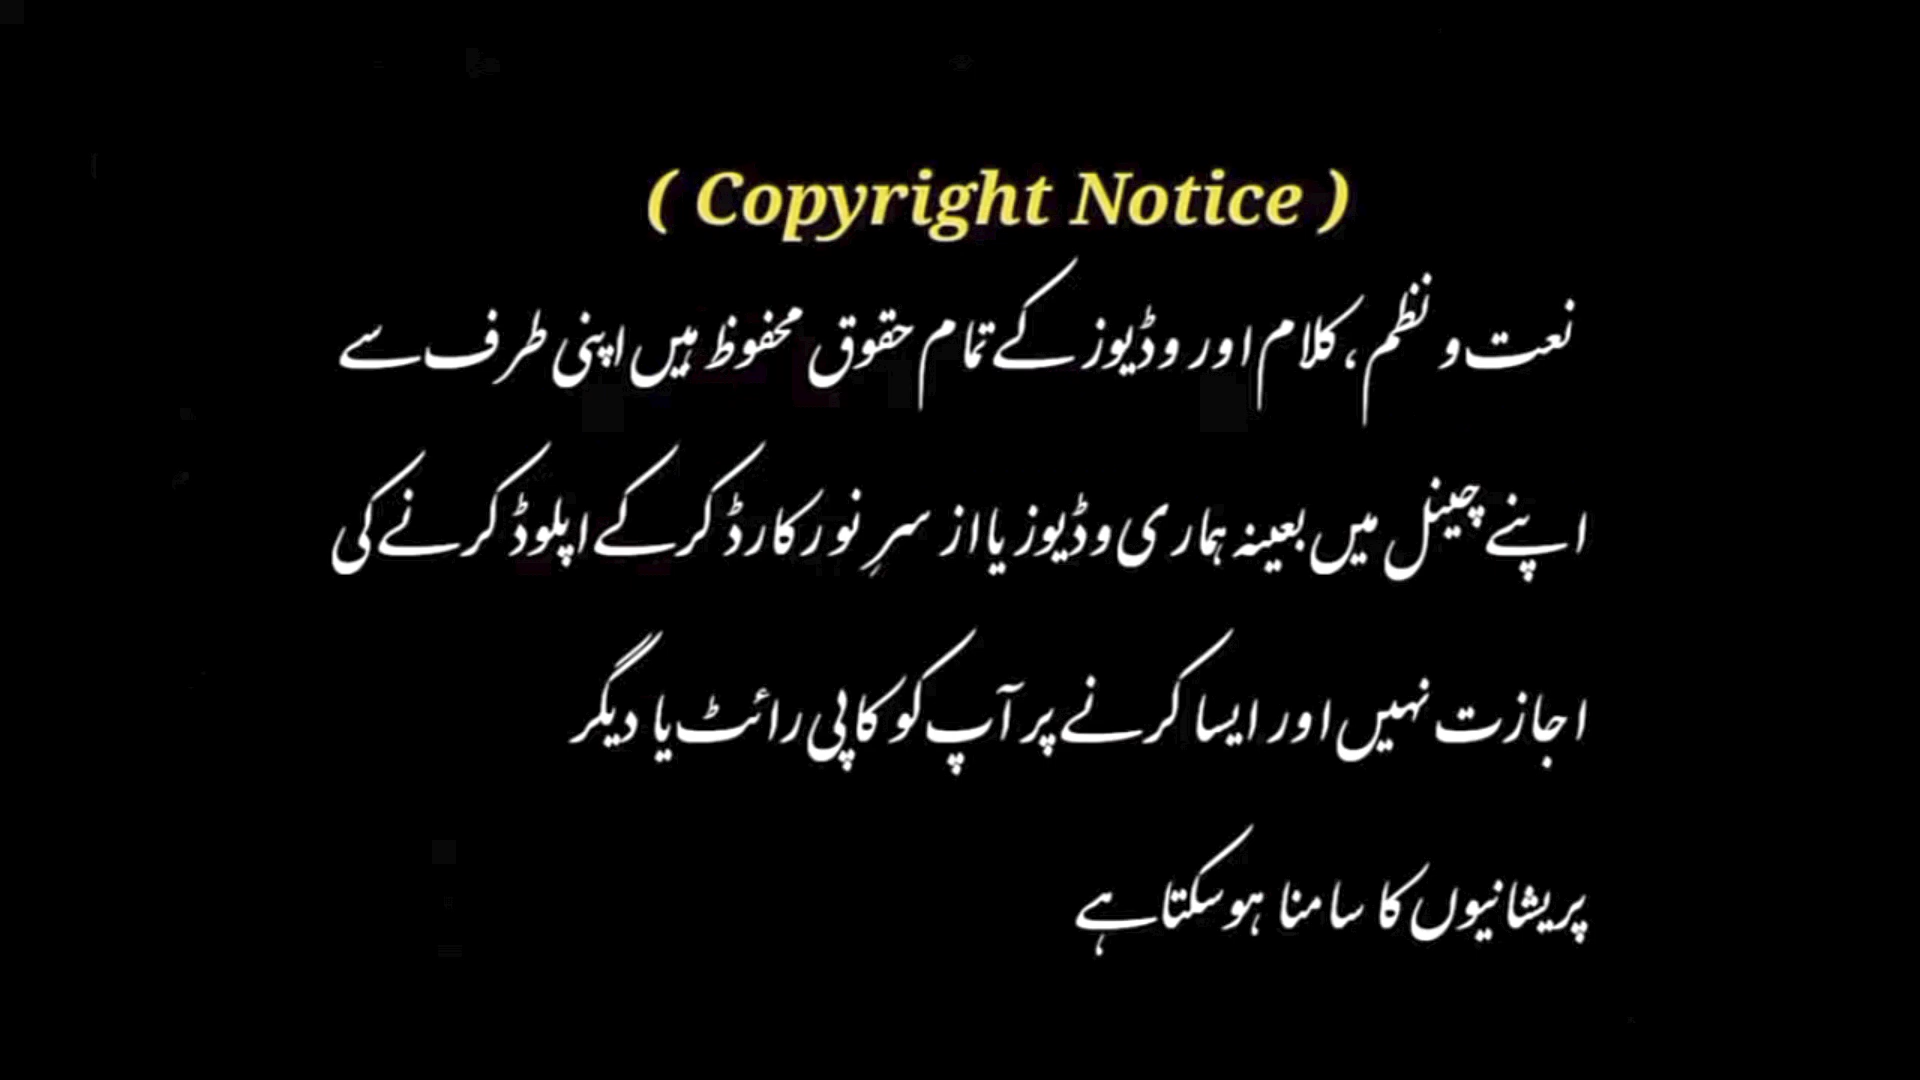 ( Copyright Notice )
نعت و نظم، کلام اور وڈیوز کے تمام حقوق محفوظ ہیں اپنی طرف سے
اپنے چینل میں بعینہ ہماری وڈیوز یا از سرِ نو رکارڈ کر کے اپلوڈ کرنے کی
اجازت نہیں اور ایسا کرنے پر آپ کو کاپی رائٹ یا دیگر
پریشانیوں کا سامنا ہوسکتا ہے